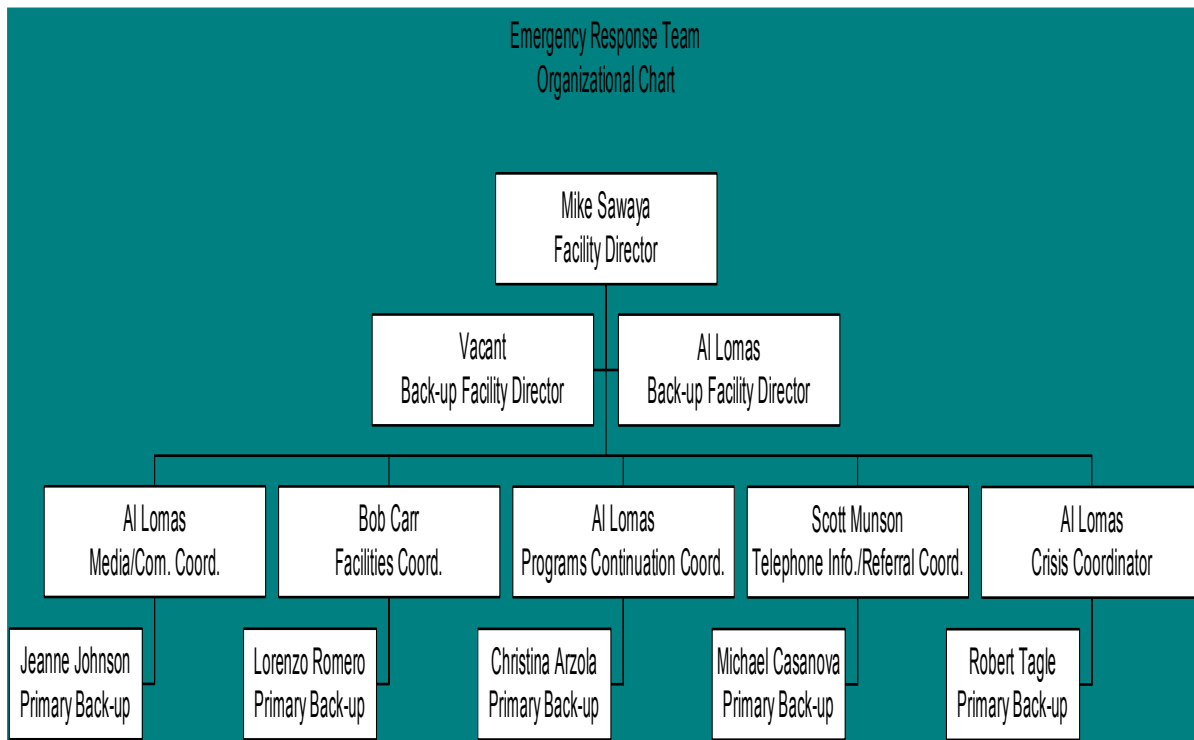 Emergency Response Team
Organizational Chart
Mike Sawaya
Facility Director
Vacant
Back-up Facility Director
Al Lomas
Back-up Facility Director
Al Lomas
Media/Com. Coord.
Bob Carr
Facilities Coord.
Al Lomas
Programs Continuation Coord.
Scott Munson
Telephone Info./Referral Coord.
Al Lomas
Crisis Coordinator
Jeanne Johnson
Primary Back-up
Lorenzo Romero
Primary Back-up
Christina Arzola
Primary Back-up
Michael Casanova
Primary Back-up
Robert Tagle
Primary Back-up